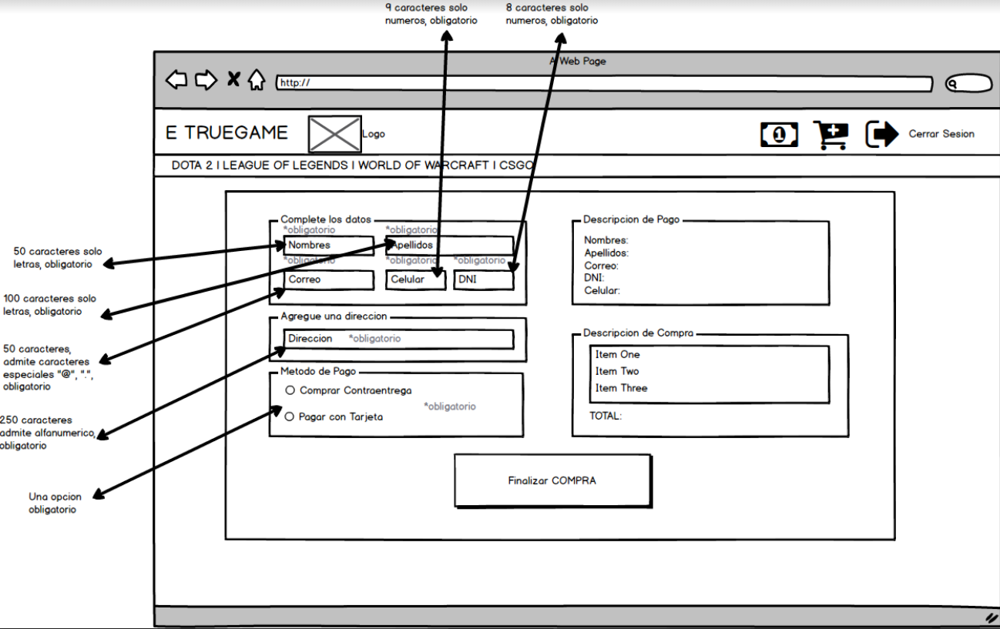 9 caracteres solo
numeros, obligatorio
8 caracteres solo
numeros, obligatorio
A Web Page
http://
E TRUEGAME
Logo
1
Cerrar Sesion
DOTA 2 I LEAGUE OF LEGENDS I WORLD OF WARCRAFT I CSGO
Complete los datos
*obligatorio
*obligatorio
Nombres
Apellidos
*obligatorio
*obligatorio
*obligatorio
Correo
Celular
DNI
Agregue una direccion
Direccion *obligatorio
Metodo de Pago
Comprar Contraentrega
*obligatorio
Pagar con Tarjeta
Descripcion de Pago
Nombres:
Apellidos:
Correo:
DNI:
Celular:
Descripcion de Compra
Item One
Item Two
Item Three
TOTAL:
Finalizar COMPRA
50 caracteres solo
letras, obligatorio
100 caracteres solo
letras, obligatorio
50 caracteres,
admite caracteres
especiales "@", ".",
obligatorio
250 caracteres
admite alfanumerico,
obligatorio
Una opcion
obligatorio